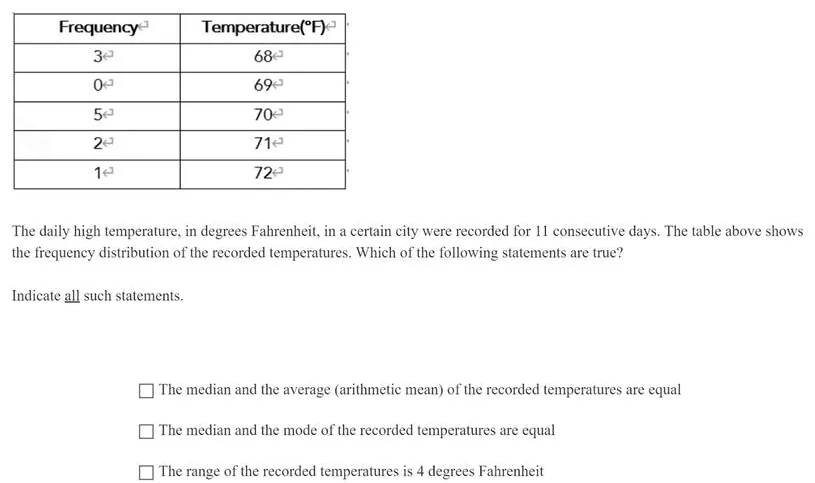 Frequency Temperature(°F)
3 68
0 69
5 70
2 71
1 72
The daily high temperature, in degrees Fahrenheit, in a certain city were recorded for 11 consecutive days. The table above shows
the frequency distribution of the recorded temperatures. Which of the following statements are true?
Indicate all such statements.
The median and the average (arithmetic mean) of the recorded temperatures are equal
The median and the mode of the recorded temperatures are equal
The range of the recorded temperatures is 4 degrees Fahrenheit